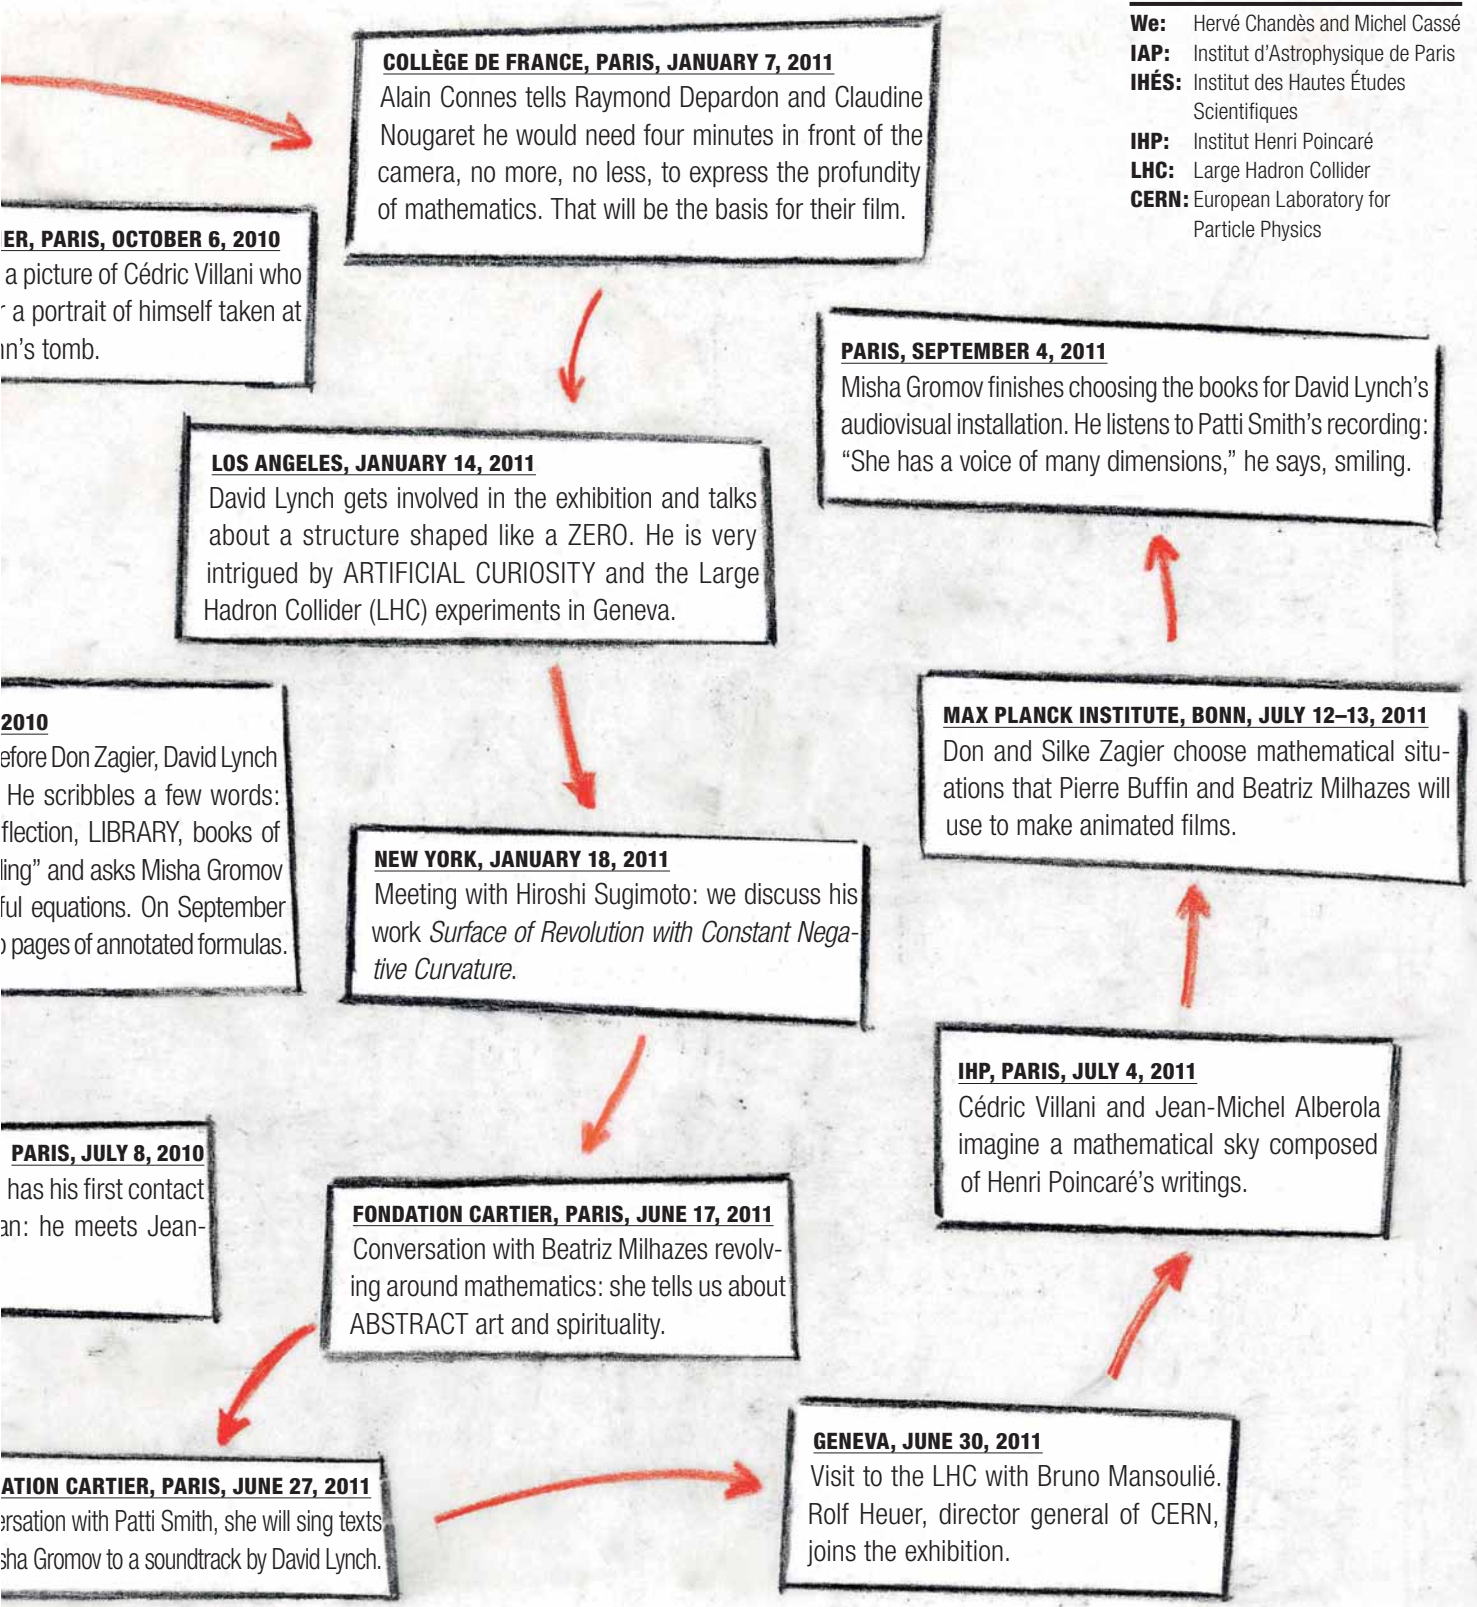 COLLÈGE DE FRANCE, PARIS, JANUARY 7, 2011
Alain Connes tells Raymond Depardon and Claudine
Nougaret he would need four minutes in front of the
camera, no more, no less, to express the profundity
of mathematics. That will be the basis for their film.
We: Hervé Chandès and Michel Cassé
IAP: Institut d'Astrophysique de Paris
IHÉS: Institut des Hautes Études
Scientifiques
IHP: Institut Henri Poincaré
LHC: Large Hadron Collider
CERN: European Laboratory for
Particle Physics
IER, PARIS, OCTOBER 6, 2010
a picture of Cédric Villani who
r a portrait of himself taken at
nn's tomb.
PARIS, SEPTEMBER 4, 2011
Misha Gromov finishes choosing the books for David Lynch's
audiovisual installation. He listens to Patti Smith's recording:
“She has a voice of many dimensions,” he says, smiling.
LOS ANGELES, JANUARY 14, 2011
David Lynch gets involved in the exhibition and talks
about a structure shaped like a ZERO. He is very
intrigued by ARTIFICIAL CURIOSITY and the Large
Hadron Collider (LHC) experiments in Geneva.
2010
efore Don Zagier, David Lynch
He scribbles a few words:
flection, LIBRARY, books of
ling” and asks Misha Gromov
ful equations. On September
o pages of annotated formulas.
MAX PLANCK INSTITUTE, BONN, JULY 12–13, 2011
Don and Silke Zagier choose mathematical situ-
ations that Pierre Buffin and Beatriz Milhazes will
use to make animated films.
NEW YORK, JANUARY 18, 2011
Meeting with Hiroshi Sugimoto: we discuss his
work Surface of Revolution with Constant Nega-
tive Curvature.
IHP, PARIS, JULY 4, 2011
Cédric Villani and Jean-Michel Alberola
imagine a mathematical sky composed
of Henri Poincaré's writings.
PARIS, JULY 8, 2010
has his first contact
an: he meets Jean-
FONDATION CARTIER, PARIS, JUNE 17, 2011
Conversation with Beatriz Milhazes revolv-
ing around mathematics: she tells us about
ABSTRACT art and spirituality.
ATION CARTIER, PARIS, JUNE 27, 2011
ersation with Patti Smith, she will sing texts
sha Gromov to a soundtrack by David Lynch.
GENEVA, JUNE 30, 2011
Visit to the LHC with Bruno Mansoulié.
Rolf Heuer, director general of CERN,
joins the exhibition.